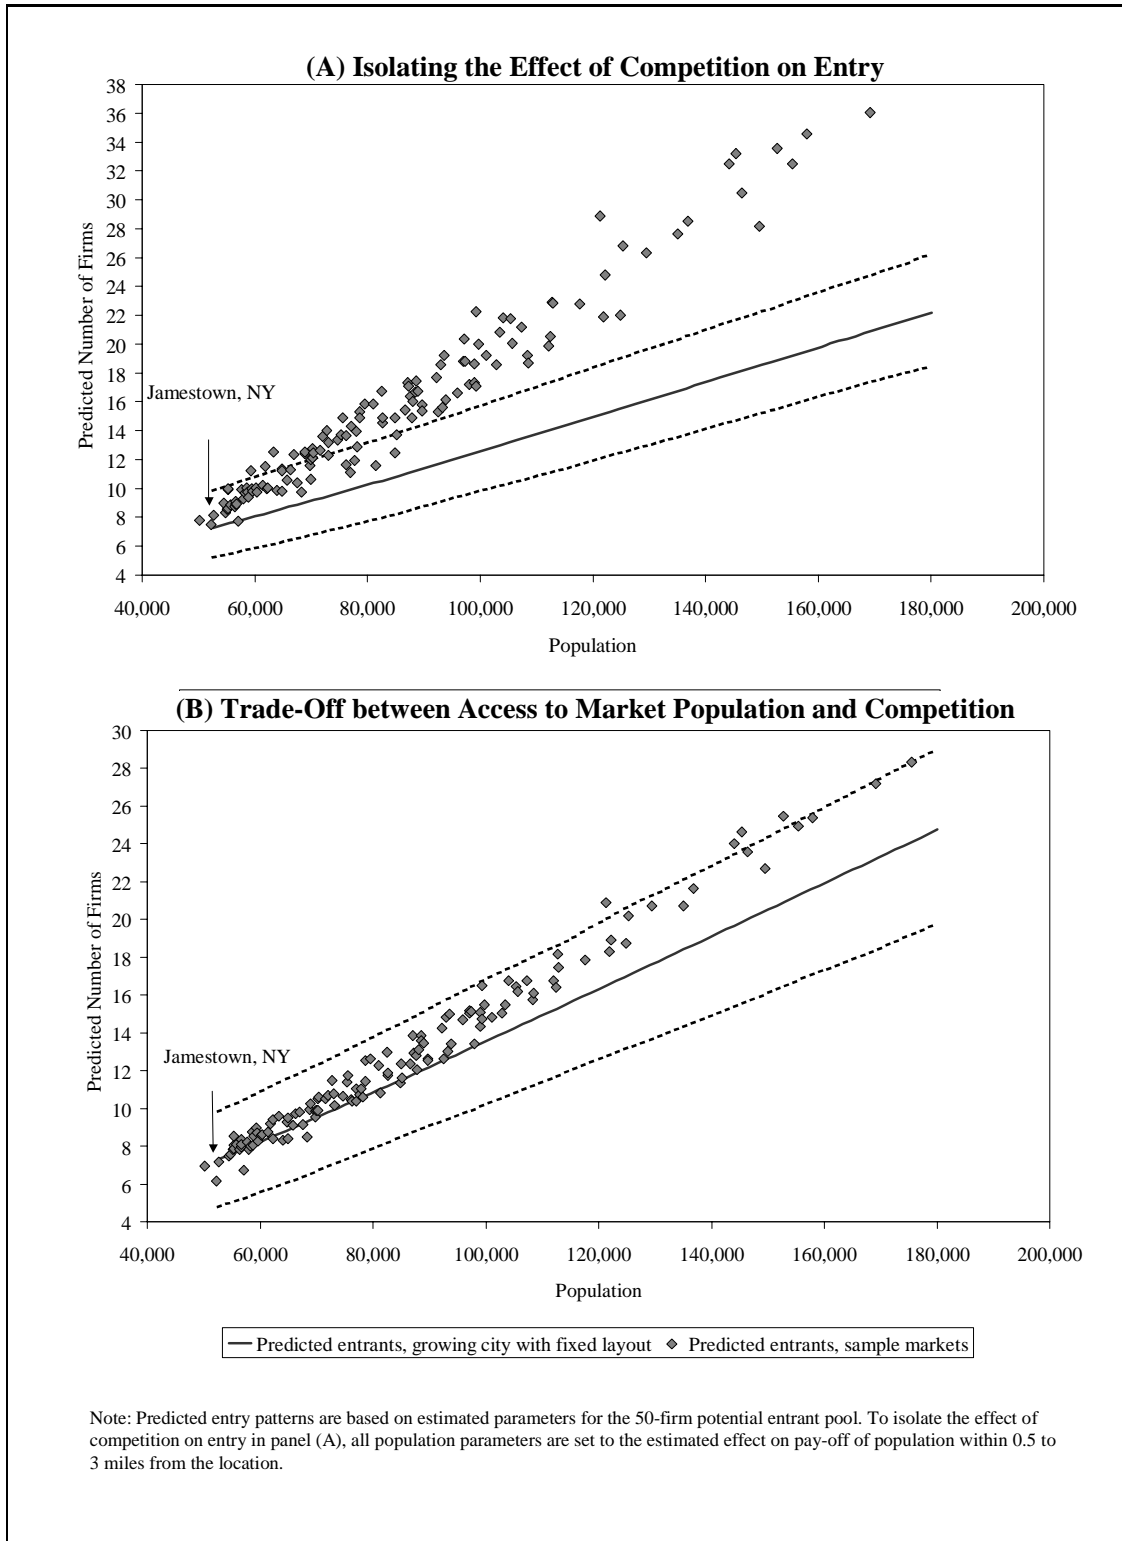 (A) Isolating the Effect of Competition on Entry
38
36
34
32
30
28
26
24
22
20
18
16
14
12
10
8
6
4
Predicted Number of Firms
Jamestown, NY
40,000 60,000 80,000 100,000 120,000 140,000 160,000 180,000 200,000
Population
(B) Trade-Off between Access to Market Population and Competition
30
28
26
24
22
20
18
16
14
12
10
8
6
4
Predicted Number of Firms
Jamestown, NY
40,000 60,000 80,000 100,000 120,000 140,000 160,000 180,000 200,000
Population
Predicted entrants, growing city with fixed layout Predicted entrants, sample markets
Note: Predicted entry patterns are based on estimated parameters for the 50-firm potential entrant pool. To isolate the effect of
competition on entry in panel (A), all population parameters are set to the estimated effect on pay-off of population within 0.5 to
3 miles from the location.